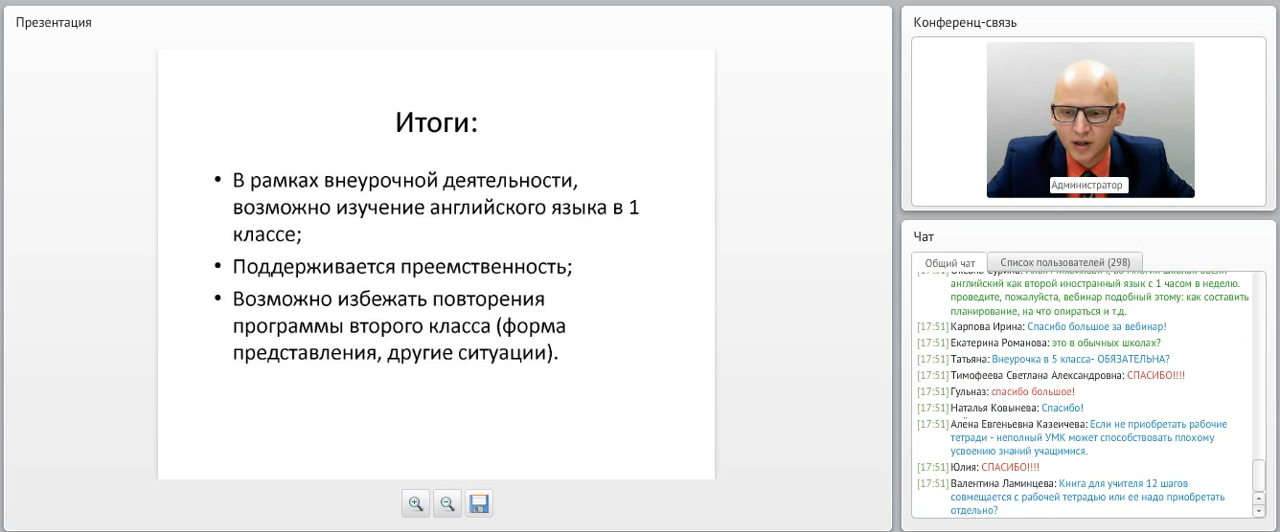 Презентация
Итоги:
• В рамках внеурочной деятельности,
возможно изучение английского языка в 1
классе;
• Поддерживается преемственность;
• Возможно избежать повторения
программы второго класса (форма
представления, другие ситуации).
Конференц-связь
Администратор
Чат
Общий чат
Список пользователей (298)
английский как второй иностранный язык с 1 часом в неделю.
проведите, пожалуйста, вебинар подобный этому: как составить
планирование, на что опираться и т.д.
[17:51] Карпова Ирина: Спасибо большое за вебинар!
[17:51] Екатерина Романова: это в обычных школах?
[17:51] Татьяна: Внеурочка в 5 класса- ОБЯЗАТЕЛЬНА?
[17:51] Тимофеева Светлана Александровна: СПАСИБО!!!!
[17:51] Гульназ: спасибо большое!
[17:51] Наталья Ковынева: Спасибо!
[17:51] Алёна Евгеньевна Казеичева: Если не приобретать рабочие
тетради - неполный УМК может способствовать плохому
усвоению знаний учащимися.
[17:51] Юлия: СПАСИБО!!!!
[17:51] Валентина Ламинцева: Книга для учителя 12 шагов
совмещается с рабочей тетрадью или ее надо приобретать
отдельно?